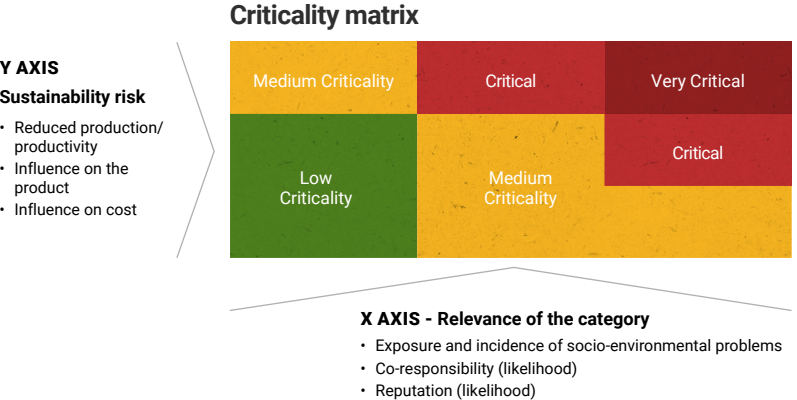 Criticality matrix
Y AXIS
Sustainability risk
• Reduced production/
productivity
• Influence on the
product
• Influence on cost
Medium Criticality
Critical
Very Critical
Low
Criticality
Medium
Criticality
Critical
X AXIS - Relevance of the category
• Exposure and incidence of socio-environmental problems
• Co-responsibility (likelihood)
• Reputation (likelihood)